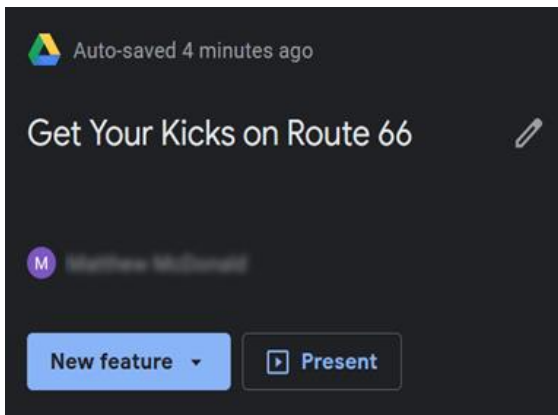 Auto-saved 4 minutes ago
Get Your Kicks on Route 66
M
New feature
Present